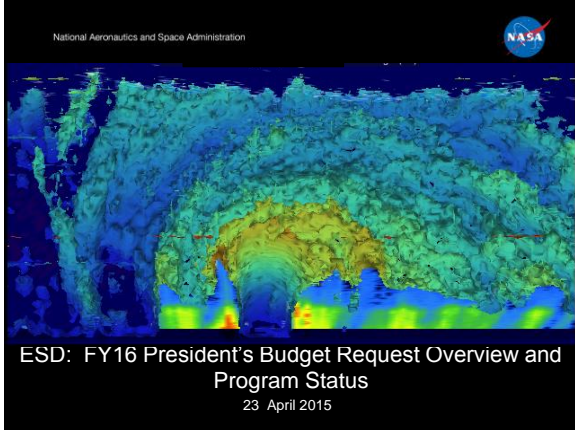 National Aeronautics and Space Administration
NASA
ESD: FY16 President's Budget Request Overview and
Program Status
23 April 2015